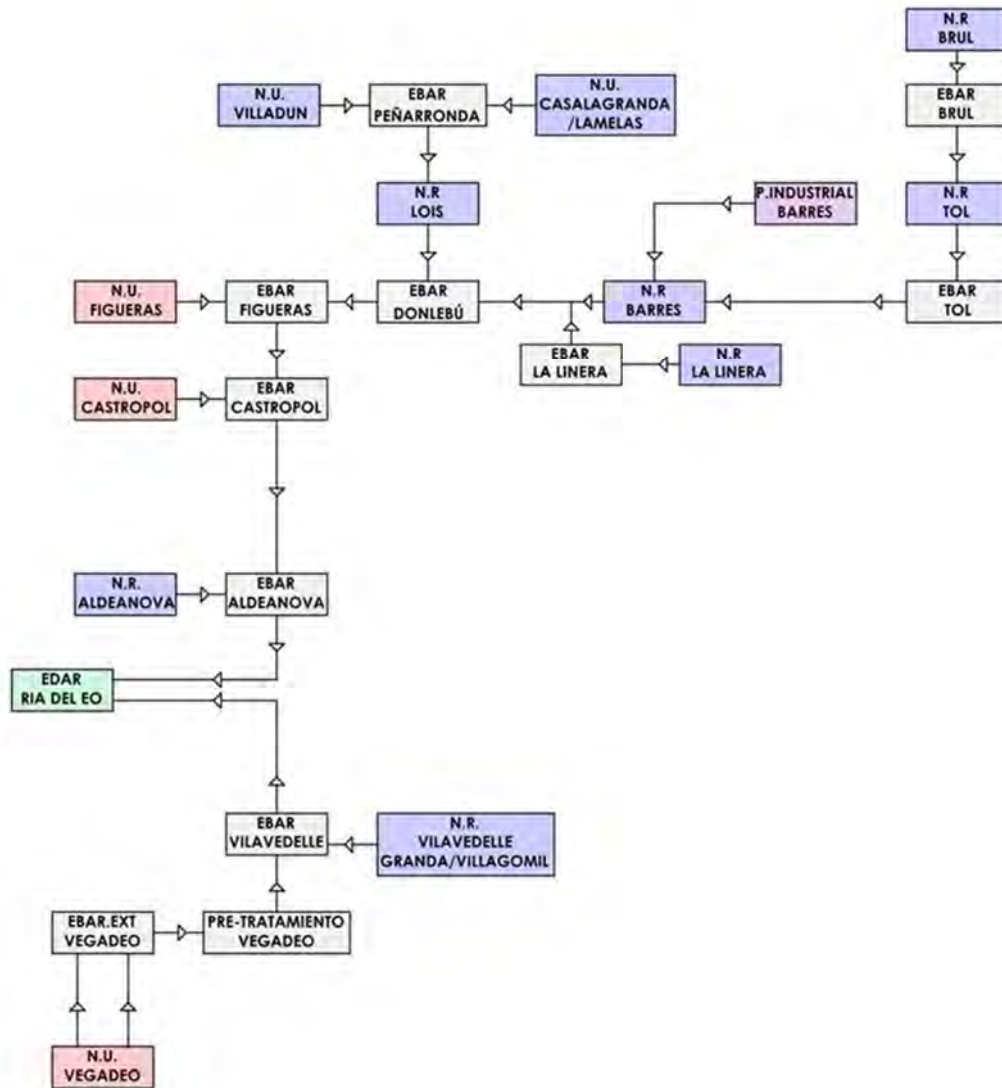 N.R
BRUL
N.U.
VILLADUN
EBAR
PEÑARRONDA
N.U.
CASALAGRANDA
/LAMELAS
EBAR
BRUL
N.R
LOIS
P.INDUSTRIAL
BARRES
N.R
TOL
N.U.
FIGUERAS
EBAR
FIGUERAS
EBAR
DONLEBÚ
N.R
BARRES
EBAR
TOL
EBAR
LA LINERA
N.R
LA LINERA
N.U.
CASTROPOL
EBAR
CASTROPOL
N.R.
ALDEANOVA
EBAR
ALDEANOVA
EDAR
RIA DEL EO
EBAR
VILAVEDELLE
N.R.
VILAVEDELLE
GRANDA/VILLAGOMIL
EBAR.EXT
VEGADEO
PRE-TRATAMIENTO
VEGADEO
N.U.
VEGADEO